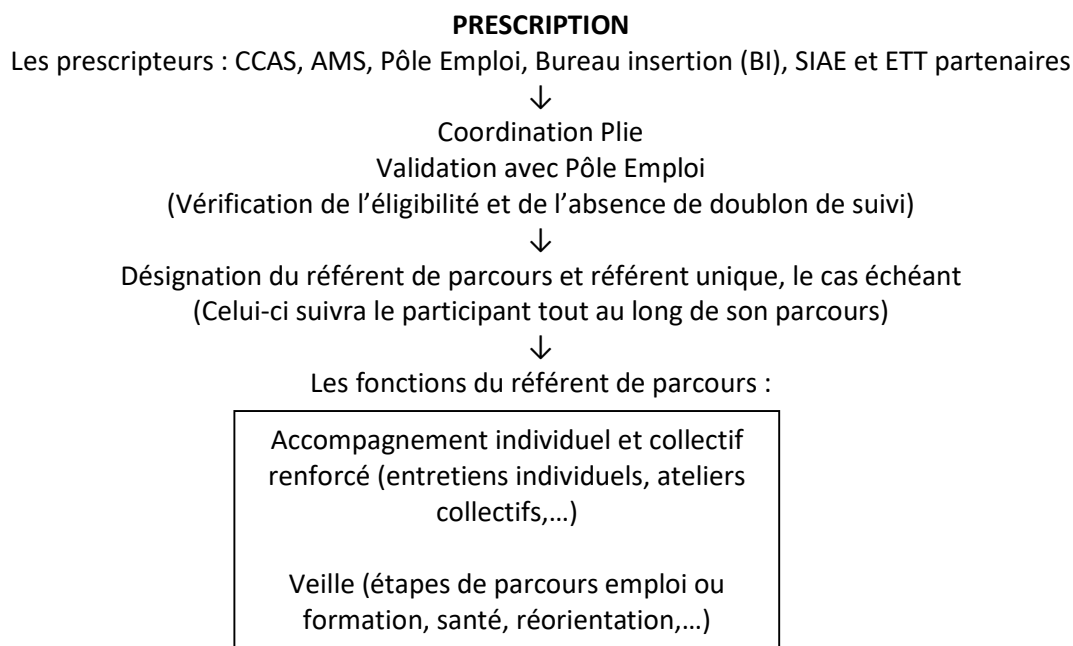 PRESCRIPTION
Les prescripteurs : CCAS, AMS, Pôle Emploi, Bureau insertion (BI), SIAE et ETT partenaires
↓
Coordination Plie
Validation avec Pôle Emploi
(Vérification de l’éligibilité et de l’absence de doublon de suivi)
↓
Désignation du référent de parcours et référent unique, le cas échéant
(Celui-ci suivra le participant tout au long de son parcours)
↓
Les fonctions du référent de parcours :
Accompagnement individuel et collectif
renforcé (entretiens individuels, ateliers
collectifs,…)
Veille (étapes de parcours emploi ou
formation, santé, réorientation,…)